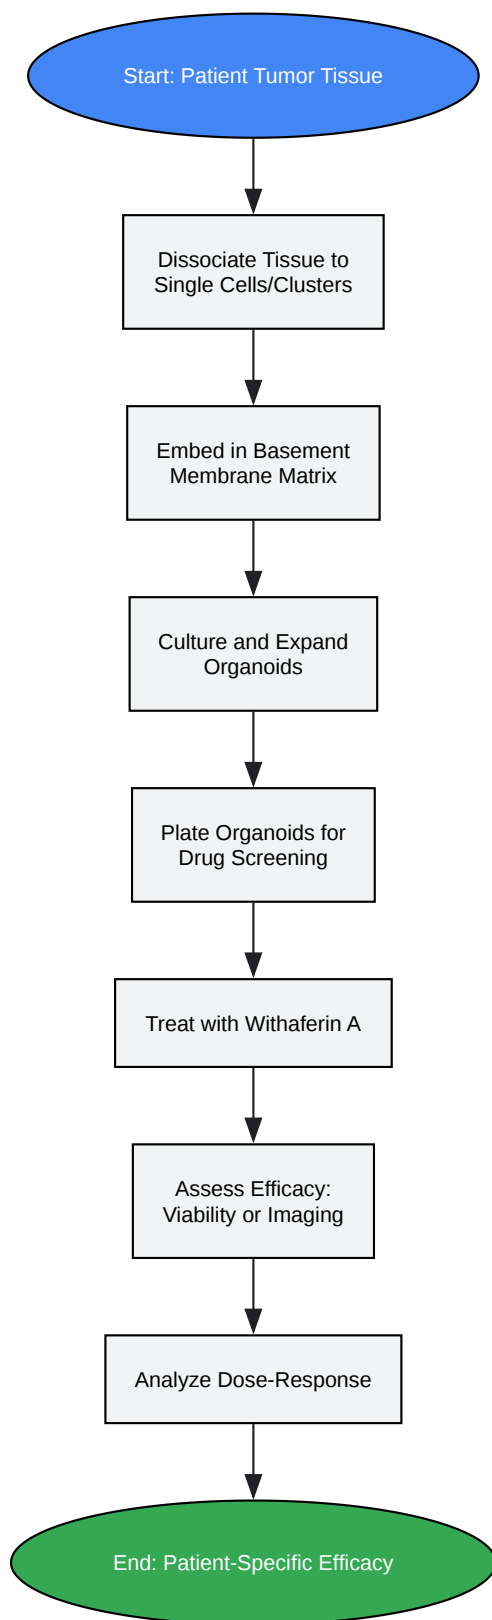 Start: Patient Tumor Tissue
Dissociate Tissue to
Single Cells/Clusters
Embed in Basement
Membrane Matrix
Culture and Expand
Organoids
Plate Organoids for
Drug Screening
Treat with Withaferin A
Assess Efficacy:
Viability or Imaging
Analyze Dose-Response
End: Patient-Specific Efficacy